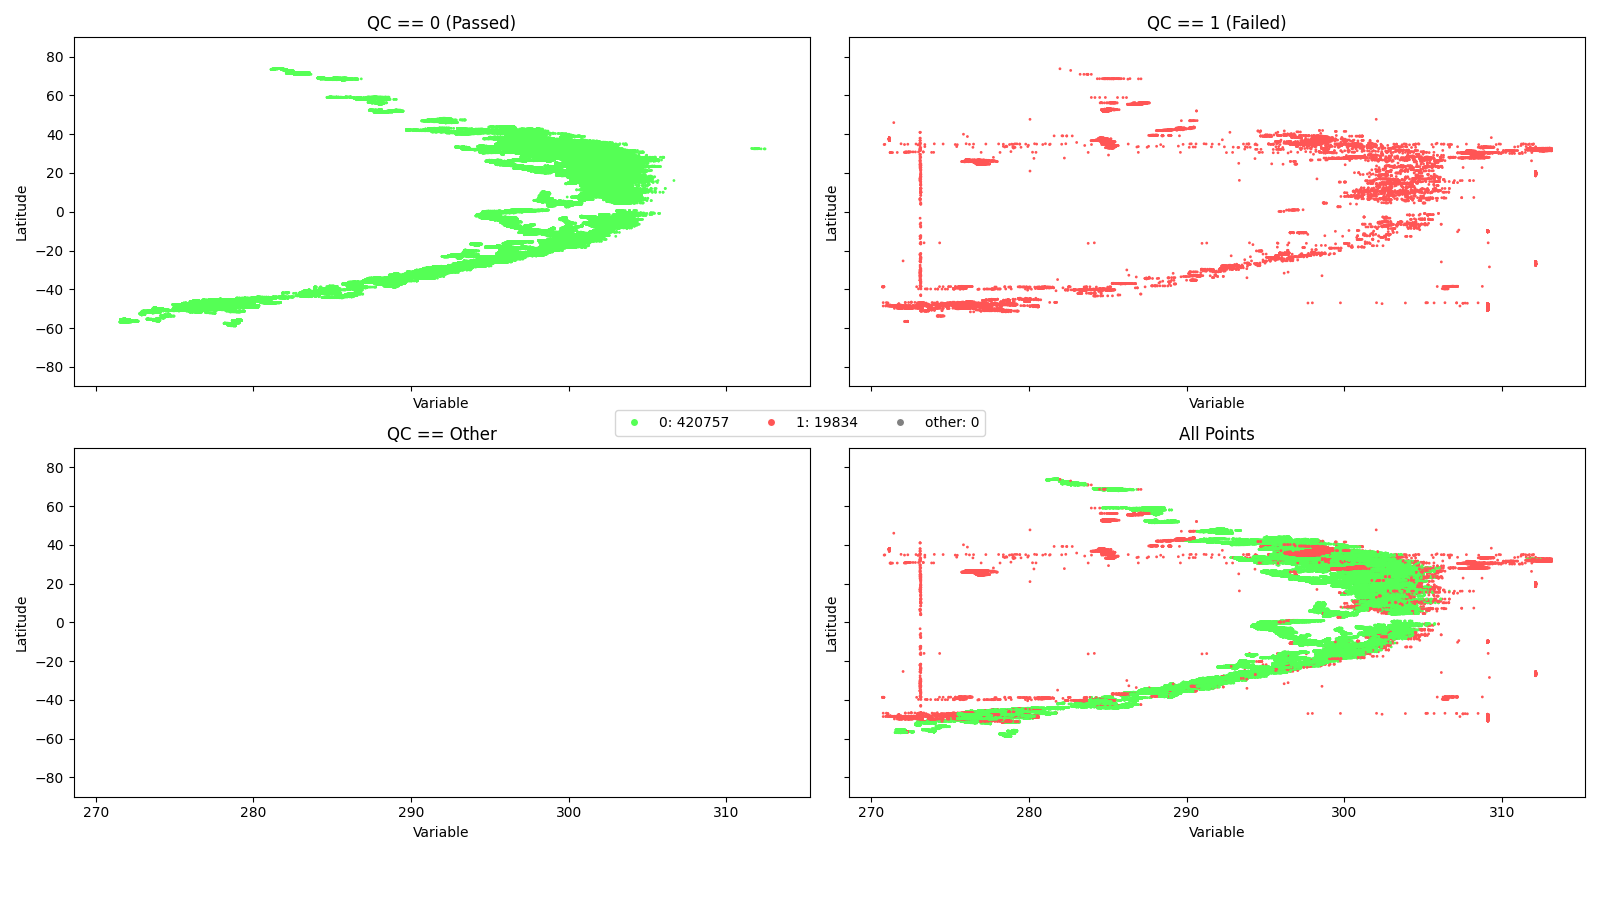 QC == 0 (Passed)
QC == 1 (Failed)
80
60
40
20
0
−20
−40
−60
−80
Latitude
Latitude
Variable
Variable
0: 420757 1: 19834 other: 0
QC == Other
All Points
80
60
40
20
0
−20
−40
−60
−80
Latitude
Latitude
270 280 290 300 310
270 280 290 300 310
Variable
Variable